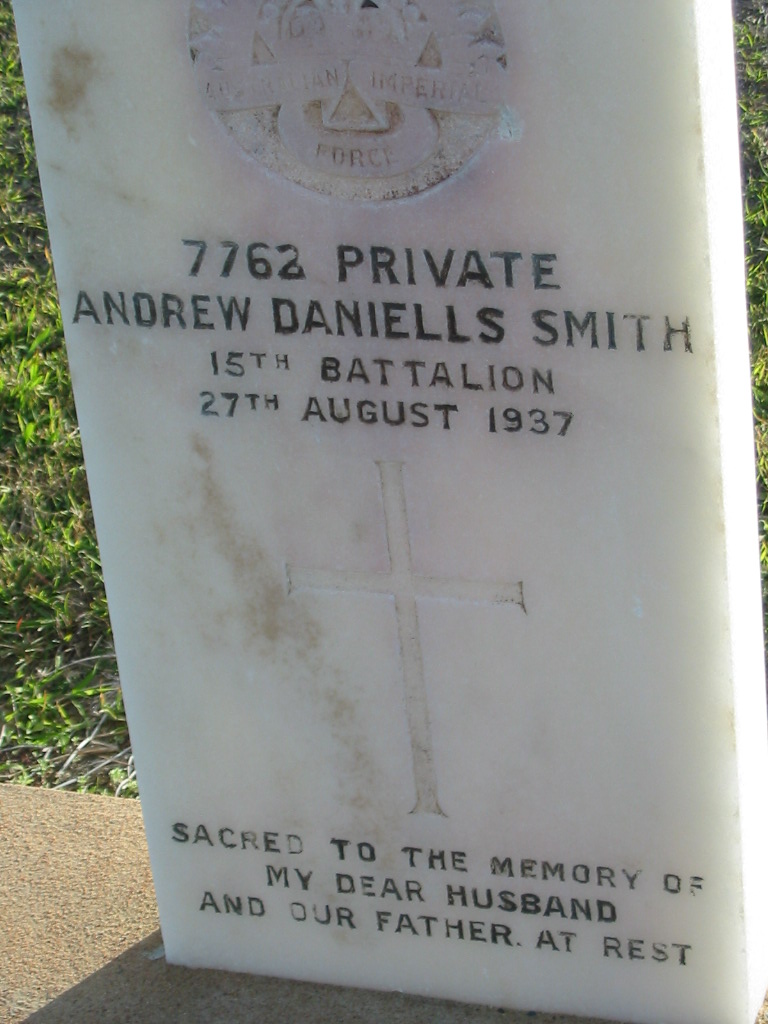 AUSTRALIAN IMPERIAL
FORCE
7762 PRIVATE
ANDREW DANIELLS SMITH
15TH BATTALION
27TH AUGUST 1937
SACRED TO THE MEMORY OF
MY DEAR HUSBAND
AND OUR FATHER. AT REST